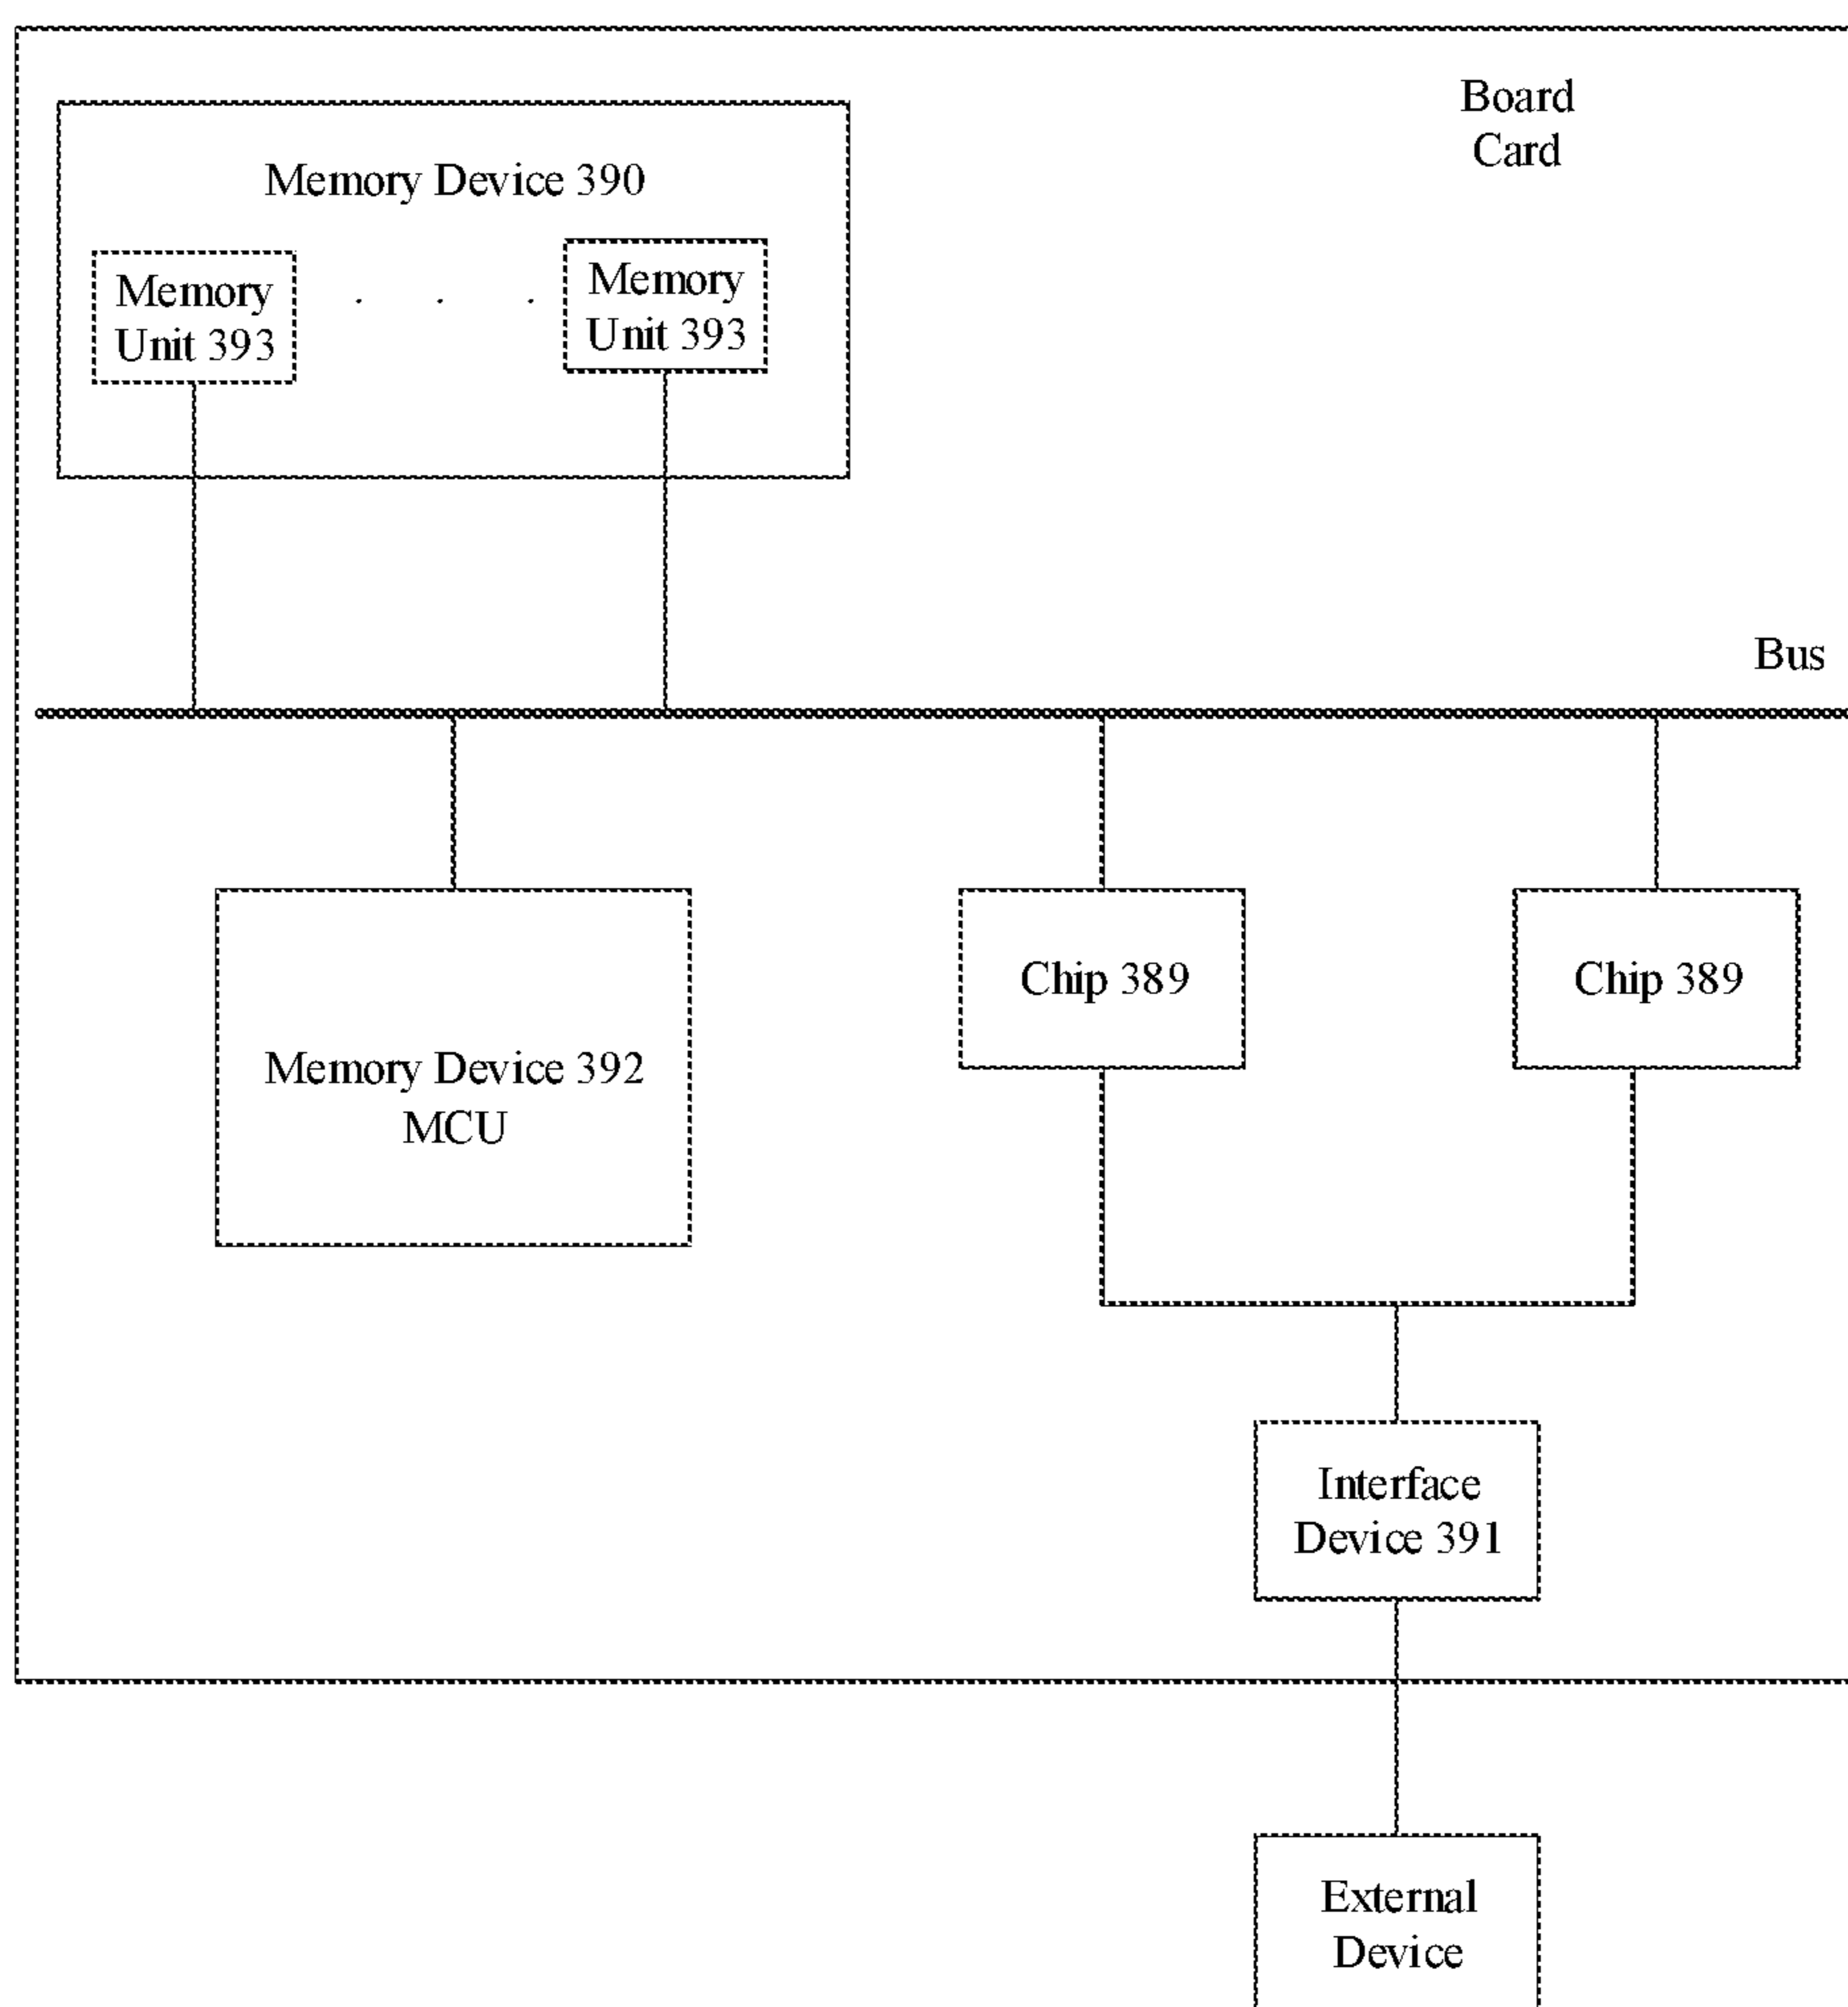 Board
Card
Memory Device 390
Memory
Unit 393
. . .
Memory
Unit 393
Bus
Memory Device 392
MCU
Chip 389
Chip 389
Interface
Device 391
External
Device